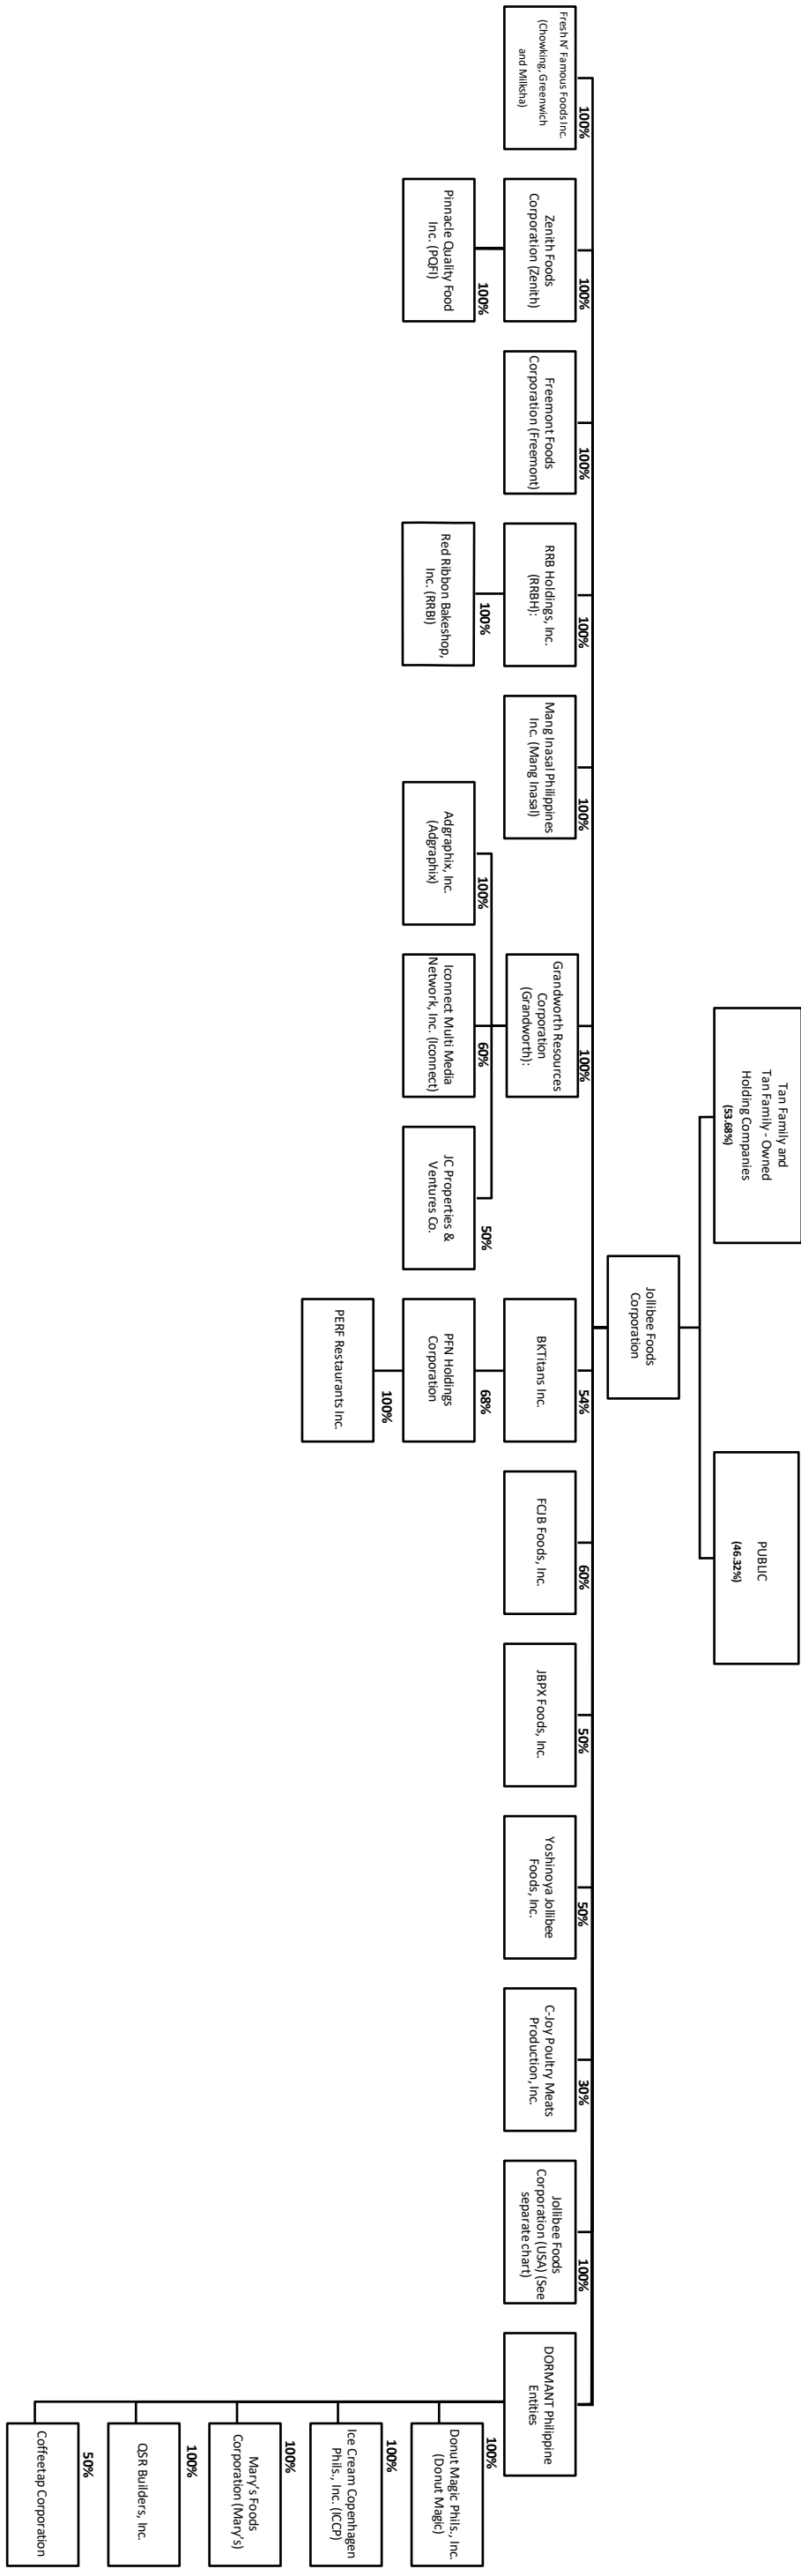 Tan Family and
Tan Family - Owned
Holding Companies
(53.68%)
PUBLIC
(46.32%)
Jollibee Foods
Corporation
100%
Fresh N' Famous Foods Inc.
(Chowking, Greenwich
and Milksha)
100%
Zenith Foods
Corporation (Zenith)
100%
Pinnacle Quality Food
Inc. (PQFI)
100%
Freemont Foods
Corporation (Freemont)
100%
RRB Holdings, Inc.
(RRBH):
100%
Red Ribbon Bakeshop,
Inc. (RRBI)
100%
Mang Inasal Philippines
Inc. (Mang Inasal)
100%
Grandworth Resources
Corporation
(Grandworth):
100%
Adgraphix, Inc.
(Adgraphix)
60%
Iconnect Multi Media
Network, Inc. (Iconnect)
50%
JC Properties &
Ventures Co.
54%
BKTitans Inc.
68%
PFN Holdings
Corporation
100%
PERF Restaurants Inc.
60%
FCJB Foods, Inc.
50%
JBPX Foods, Inc.
50%
Yoshinoya Jollibee
Foods, Inc.
30%
C-Joy Poultry Meats
Production, Inc.
100%
Jollibee Foods
Corporation (USA) (See
separate chart)
DORMANT Philippine
Entities
100%
Donut Magic Phils., Inc.
(Donut Magic)
100%
Ice Cream Copenhagen
Phils., Inc. (ICCP)
100%
Mary's Foods
Corporation (Mary's)
100%
QSR Builders, Inc.
50%
Coffeetap Corporation